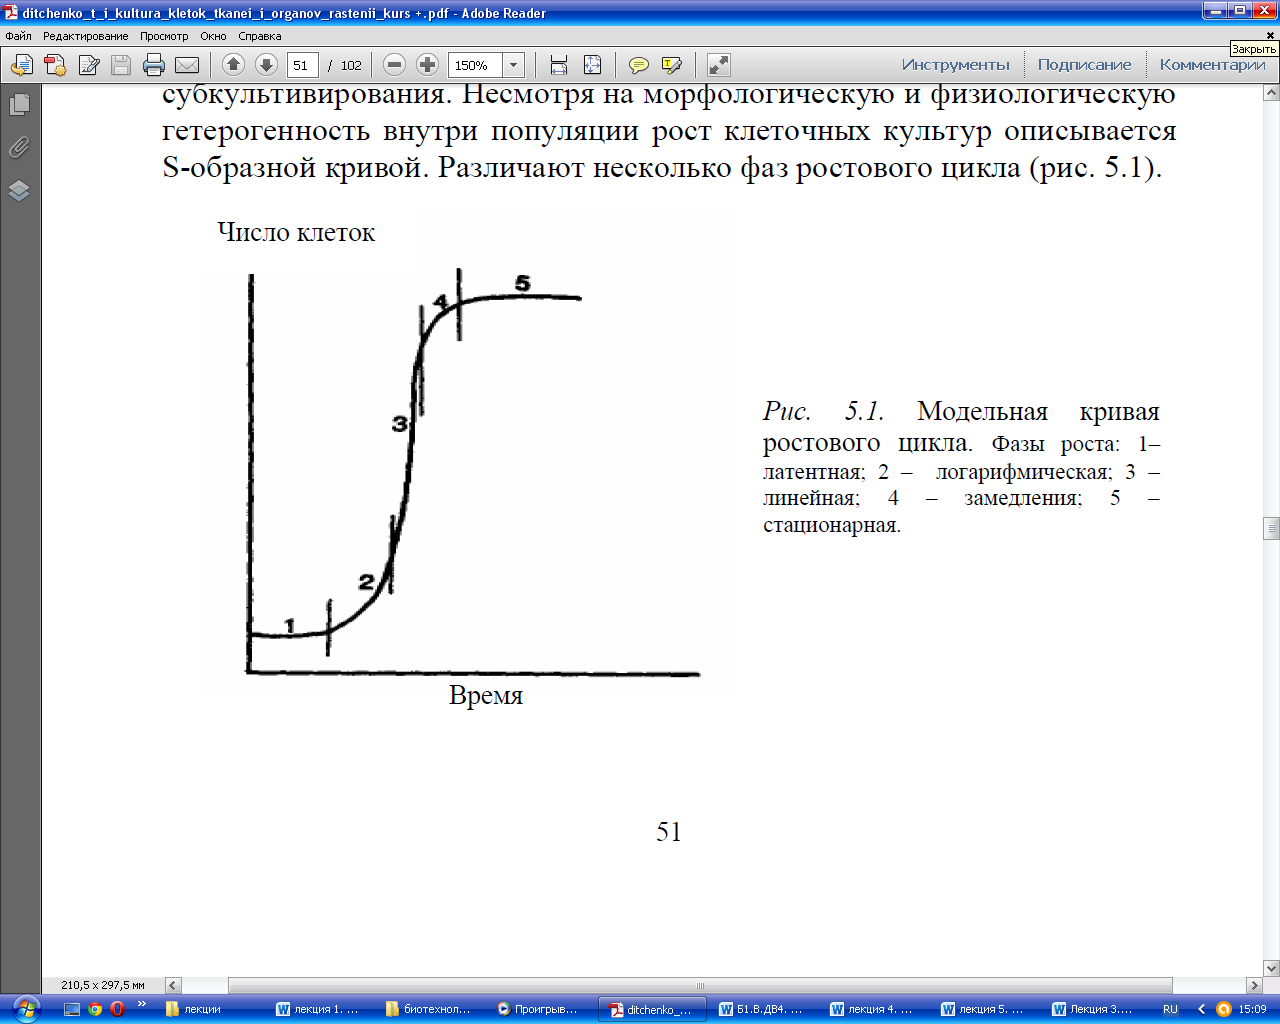 ditchenko_t_i_kultura_kletok_tkanei_i_organov_rastenii_kurs +.pdf - Adobe Reader
Файл Редактирование Просмотр Окно Справка
Закрыть
51 / 102 150% Инструменты Подписание Комментарии
субкультивирования. Несмотря на морфологическую и физиологическую
гетерогенность внутри популяции рост клеточных культур описывается
S-образной кривой. Различают несколько фаз ростового цикла (рис. 5.1).
Число клеток
5
4
3
2
1
Время
Рис. 5.1. Модельная кривая
ростового цикла. Фазы роста: 1–
латентная; 2 – логарифмическая; 3 –
линейная; 4 – замедления; 5 –
стационарная.
51
210,5 x 297,5 мм
лекции лекция 1. ... биотехнол... Проигрыв... ditchenko_... Б1.В.ДВ4. ... лекция 4. ... лекция 5. ... Лекция 3.... RU 15:09